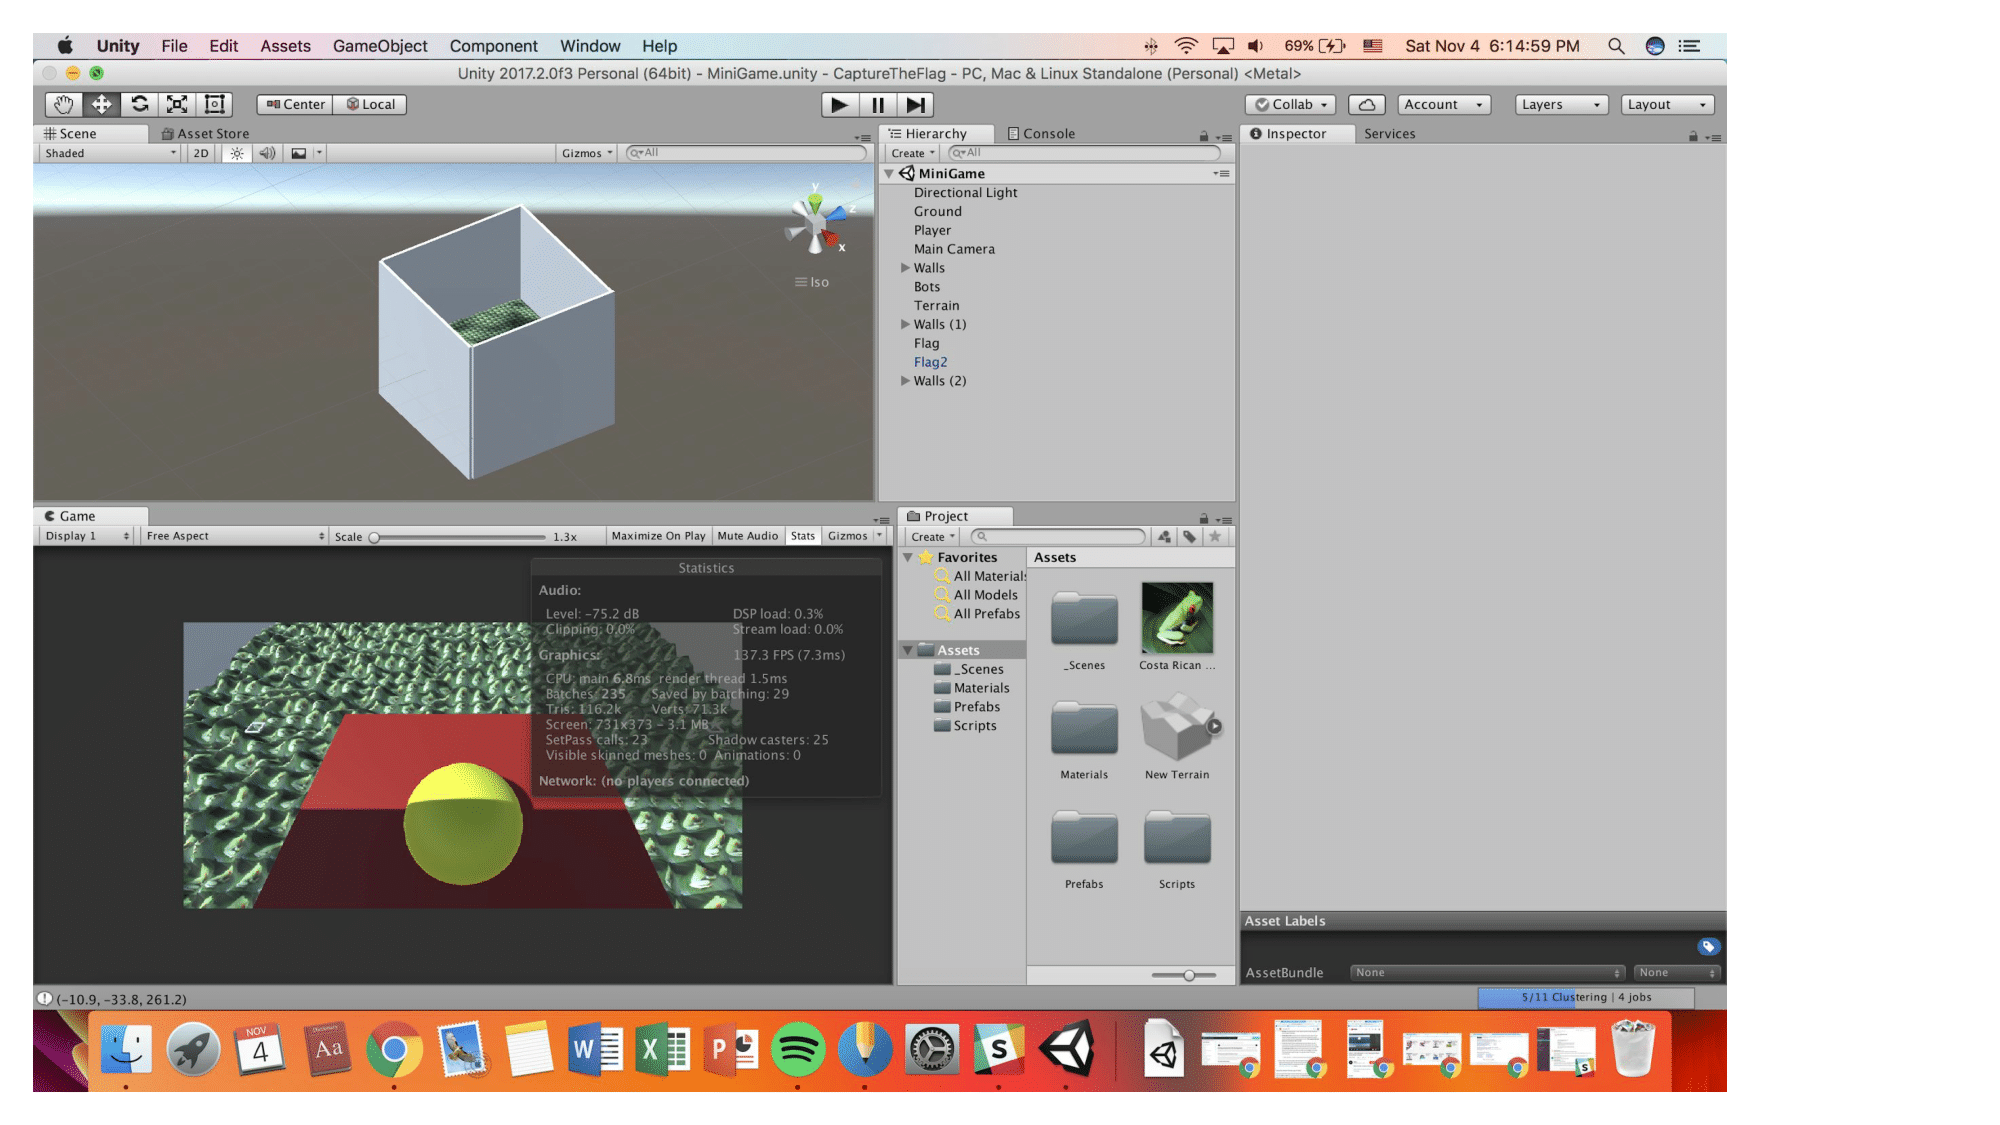 Unity File Edit Assets GameObject Component Window Help 69% Sat Nov 4 6:14:59 PM
Unity 2017.2.0f3 Personal (64bit) - MiniGame.unity - CaptureTheFlag - PC, Mac & Linux Standalone (Personal) <Metal>
Center Local Collab Account Layers Layout
Scene Asset Store
Shaded 2D Gizmos All
y
z
x
Iso
Hierarchy Console
Create All
MiniGame
Directional Light
Ground
Player
Main Camera
Walls
Bots
Terrain
Walls (1)
Flag
Flag2
Walls (2)
Inspector Services
Game
Display 1 Free Aspect Scale 1.3x Maximize On Play Mute Audio Stats Gizmos
Statistics
Audio:
Level: -75.2 dB DSP load: 0.3%
Clipping: 0.0% Stream load: 0.0%
Graphics: 137.3 FPS (7.3ms)
CPU: main 6.8ms render thread 1.5ms
Batches: 235 Saved by batching: 29
Tris: 116.2k Verts: 71.3k
Screen: 731x373 - 3.1 MB
SetPass calls: 23 Shadow casters: 25
Visible skinned meshes: 0 Animations: 0
Network: (no players connected)
Project
Create
Favorites
All Materials
All Models
All Prefabs
Assets
_Scenes
Materials
Prefabs
Scripts
Assets
_Scenes Costa Rican ...
Materials New Terrain
Prefabs Scripts
Asset Labels
AssetBundle None None
(-10.9, -33.8, 261.2)
5/11 Clustering | 4 jobs
NOV
4
Dictionary
Aa
W
X
P
S
S